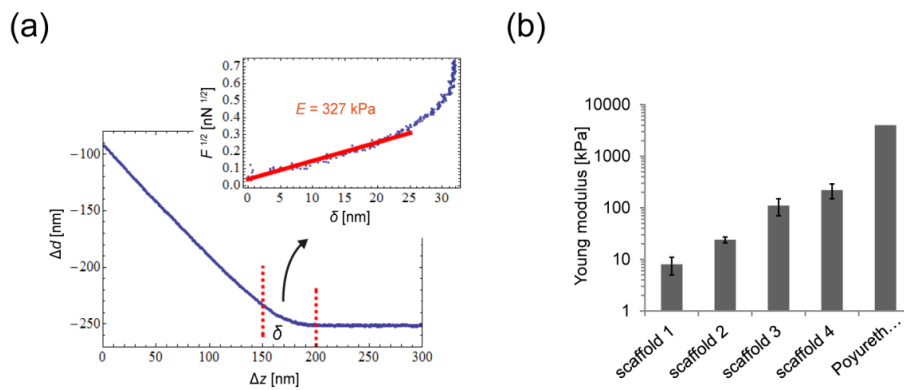 (a)
F 1/2 [nN 1/2]
0.7
0.6
0.5
0.4
0.3
0.2
0.1
0.0
E = 327 kPa
0 5 10 15 20 25 30
δ [nm]
Δd [nm]
−100
−150
−200
−250
δ
0 50 100 150 200 250 300
Δz [nm]
(b)
Young modulus [kPa]
10000
1000
100
10
1
scaffold 1
scaffold 2
scaffold 3
scaffold 4
Poyureth...